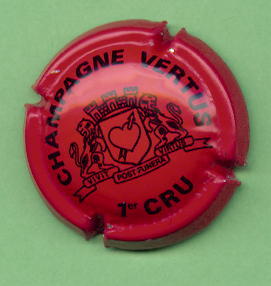 CHAMPAGNE VERTUS
VIVIT POST FUNERA VIRTUS
1er CRU